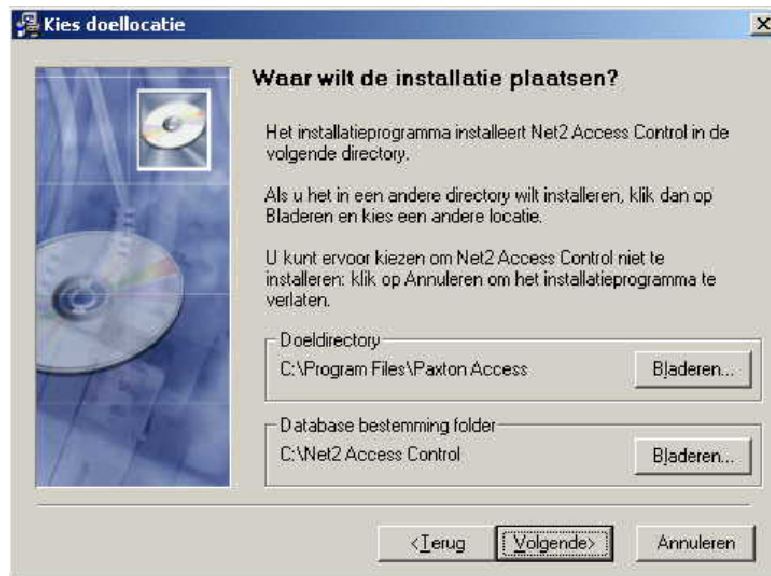 Kies doellocatie
Waar wilt de installatie plaatsen?
Het installatieprogramma installeert Net2 Access Control in de
volgende directory.
Als u het in een andere directory wilt installeren, klik dan op
Bladeren en kies een andere locatie.
U kunt ervoor kiezen om Net2 Access Control niet te
installeren: klik op Annuleren om het installatieprogramma te
verlaten.
Doeldirectory
C:\Program Files\Paxton Access
Bladeren...
Database bestemming folder
C:\Net2 Access Control
Bladeren...
<Terug
Volgende>
Annuleren